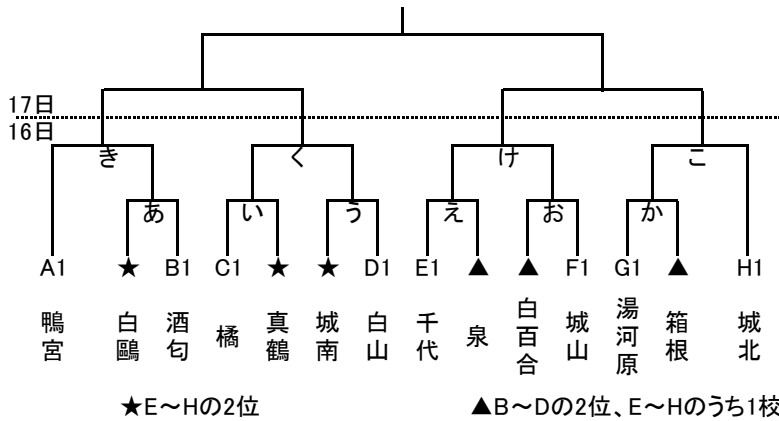 17日
16日
き く け こ
あ い う え お か
A1 ★ B1 C1 ★ ★ D1 E1 ▲ ▲ F1 G1 ▲ H1
鴨宮 白鷗 酒匂 橘 真鶴 城南 白山 千代 泉 白百合 城山 湯河原 箱根 城北
★E～Hの2位 ▲B～Dの2位、E～Hのうち1校